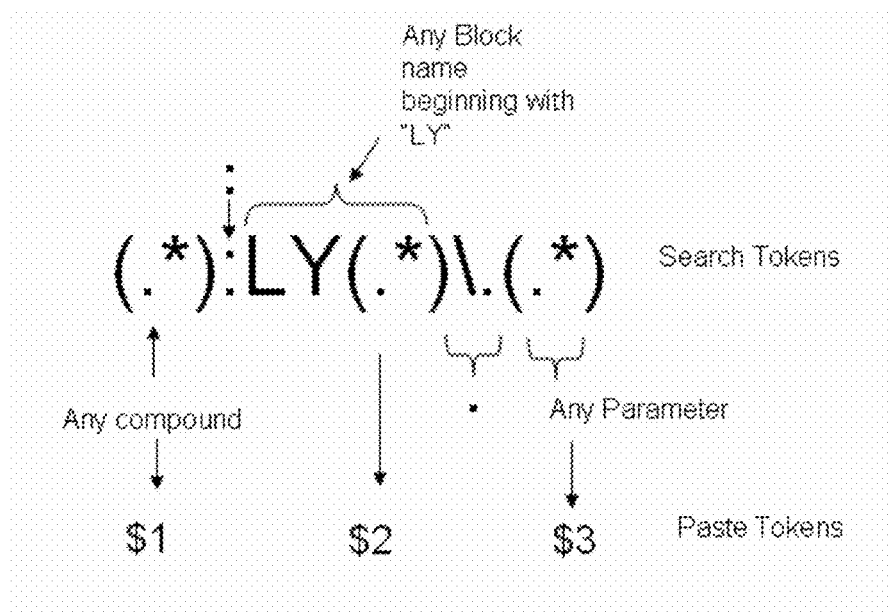 Any Block
name
beginning with
"LY"
:
(.*):LY(.*)\.(.*)
Search Tokens
.
Any compound
Any Parameter
$1
$2
$3
Paste Tokens